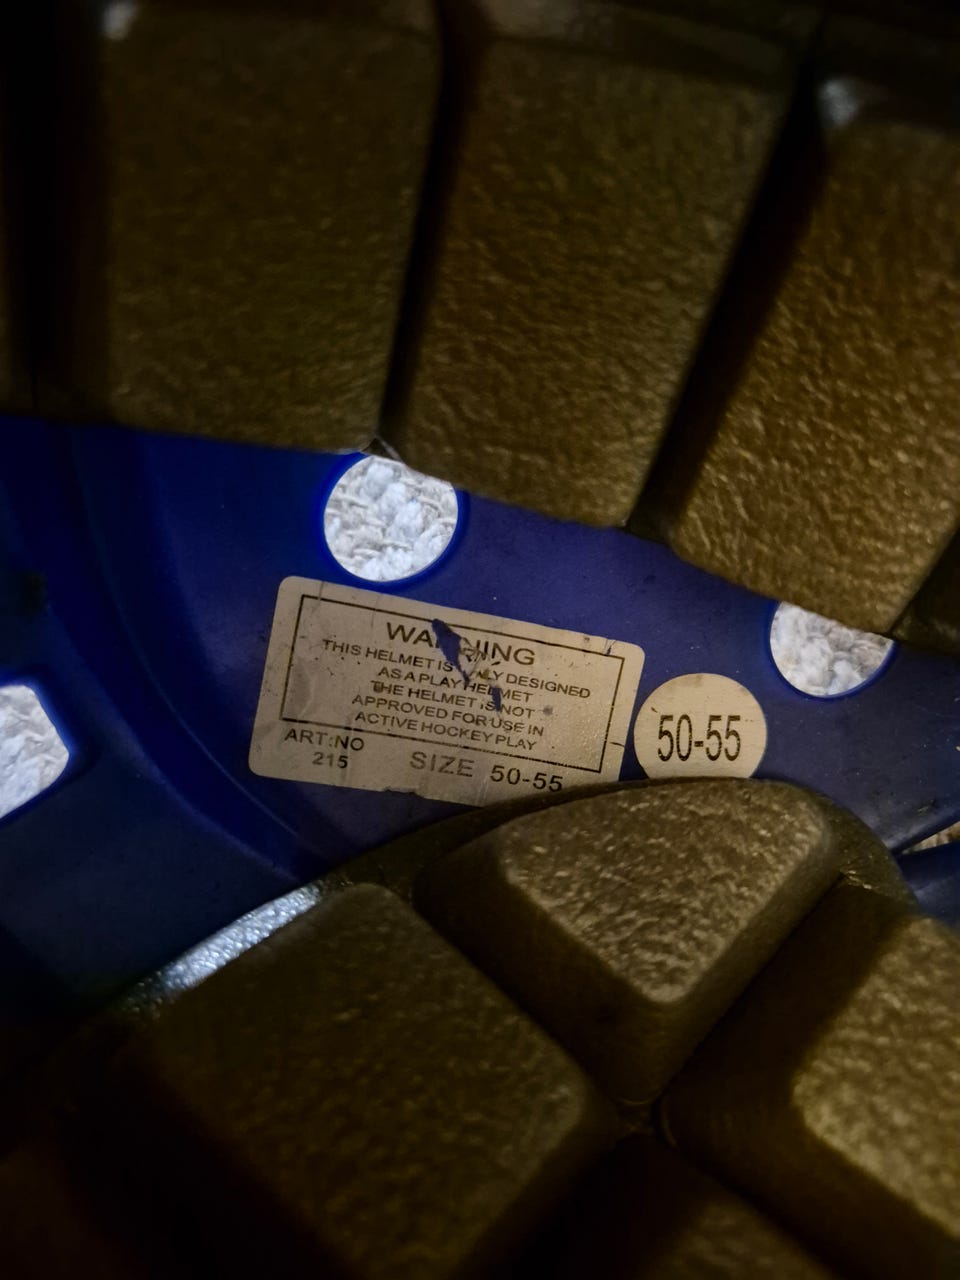 WARNING
THIS HELMET IS ONLY DESIGNED
AS A PLAY HELMET
THE HELMET IS NOT
APPROVED FOR USE IN
ACTIVE HOCKEY PLAY
ART.NO
215
SIZE 50-55
50-55